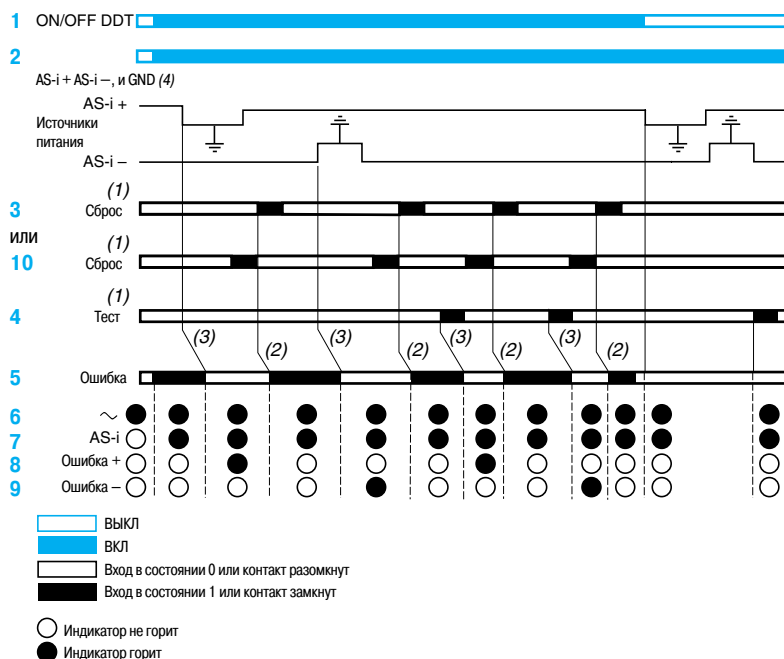 1 ON/OFF DDT
2
AS-i + AS-i –, и GND (4)
AS-i +
Источники
питания
AS-i –
(1)
3 Сброс
или
(1)
10 Сброс
(1)
4 Тест
(3) (2) (3) (2) (3) (2) (3) (2)
5 Ошибка
6 ~
7 AS-i
8 Ошибка +
9 Ошибка –
ВЫКЛ
ВКЛ
Вход в состоянии 0 или контакт разомкнут
Вход в состоянии 1 или контакт замкнут
Индикатор не горит
Индикатор горит